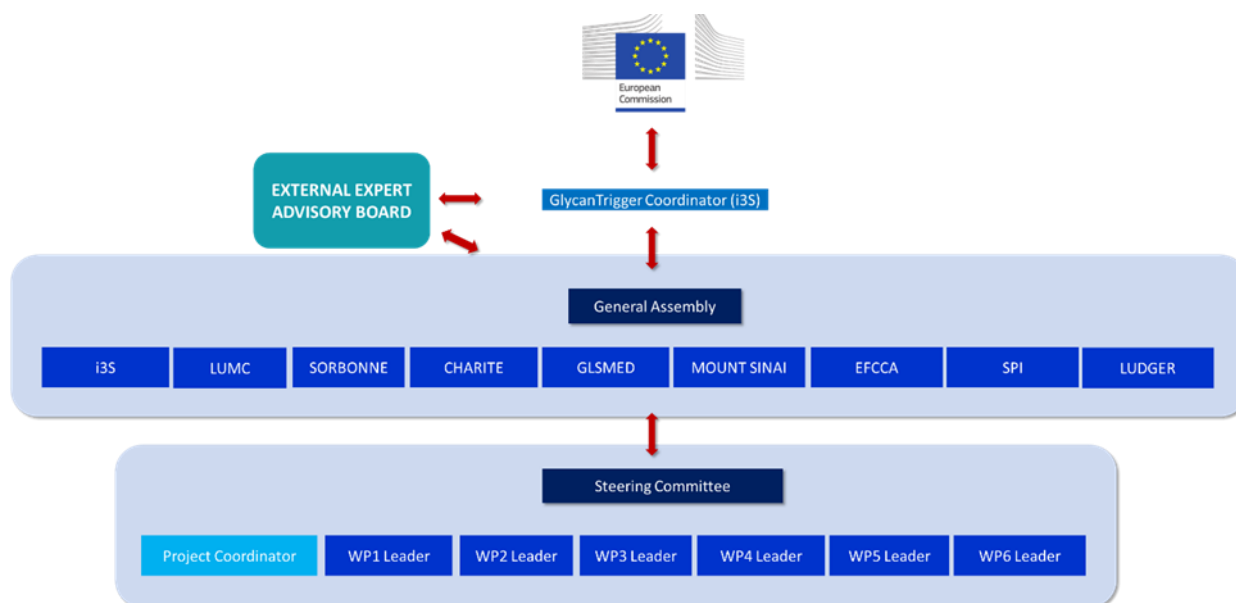 European
Commission
EXTERNAL EXPERT
ADVISORY BOARD
GlycanTrigger Coordinator (i3S)
General Assembly
i3S
LUMC
SORBONNE
CHARITE
GLSMED
MOUNT SINAI
EFCCA
SPI
LUDGER
Steering Committee
Project Coordinator
WP1 Leader
WP2 Leader
WP3 Leader
WP4 Leader
WP5 Leader
WP6 Leader